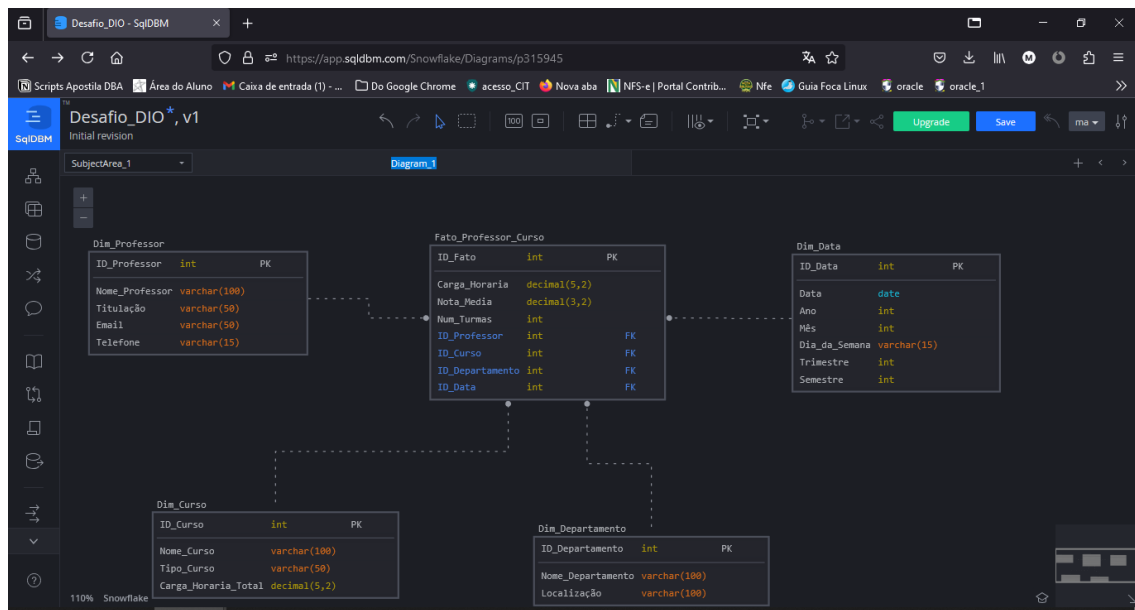 Desafio_DIO - SqlDBM
https://app.sqldbm.com/Snowflake/Diagrams/p315945
Scripts Apostila DBA Área do Aluno Caixa de entrada (1) - ... Do Google Chrome acesso_CIT Nova aba NFS-e | Portal Contrib... Nfe Guia Foca Linux oracle oracle_1
SqlDBM
TM
Desafio_DIO*, v1
Initial revision
100
Upgrade
Save
ma
SubjectArea_1
Diagram_1
Dim_Professor
ID_Professor int PK
Nome_Professor varchar(100)
Titulação varchar(50)
Email varchar(50)
Telefone varchar(15)
Fato_Professor_Curso
ID_Fato int PK
Carga_Horaria decimal(5,2)
Nota_Media decimal(3,2)
Num_Turmas int
ID_Professor int FK
ID_Curso int FK
ID_Departamento int FK
ID_Data int FK
Dim_Data
ID_Data int PK
Data date
Ano int
Mês int
Dia_da_Semana varchar(15)
Trimestre int
Semestre int
Dim_Curso
ID_Curso int PK
Nome_Curso varchar(100)
Tipo_Curso varchar(50)
Carga_Horaria_Total decimal(5,2)
Dim_Departamento
ID_Departamento int PK
Nome_Departamento varchar(100)
Localização varchar(100)
110% Snowflake